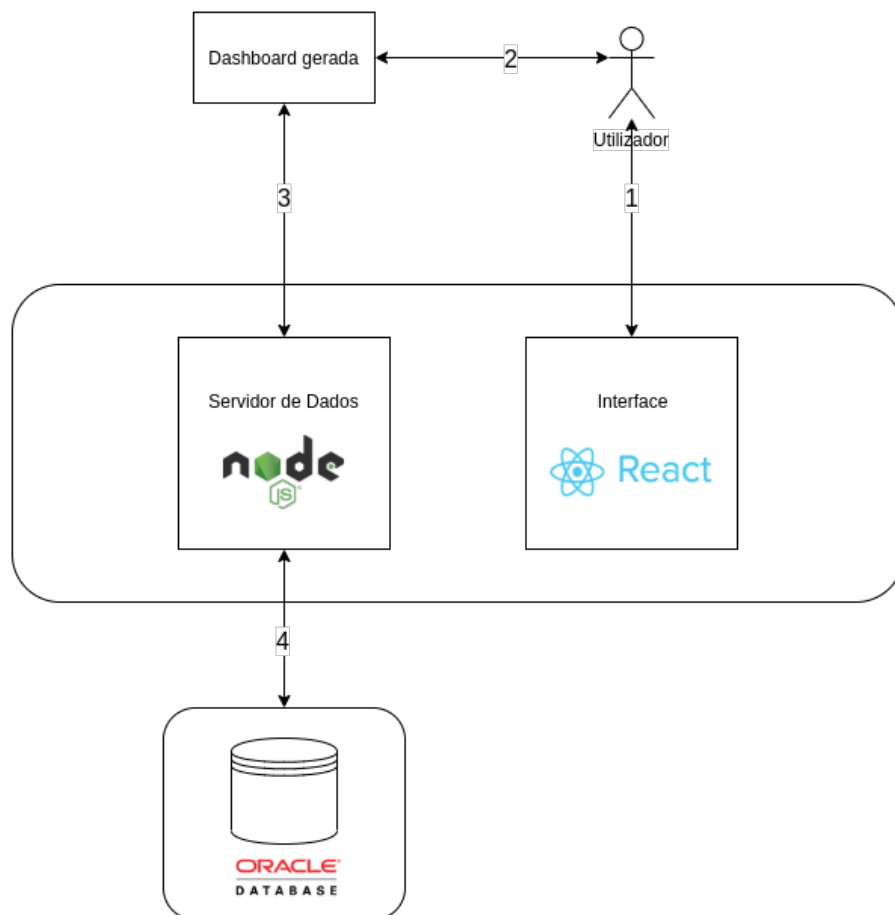 Dashboard gerada
2
Utilizador
3
1
Servidor de Dados
node
JS
Interface
React
4
ORACLE
DATABASE